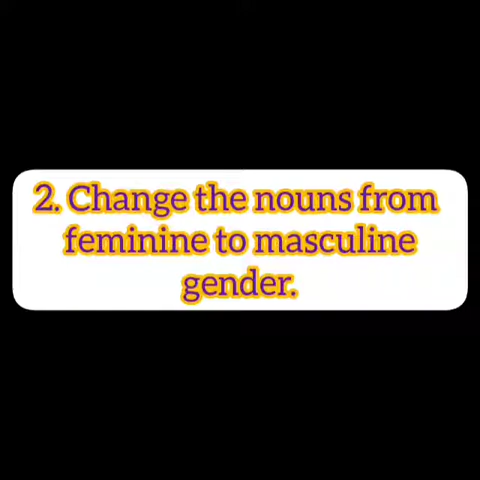 2. Change the nouns from
feminine to masculine
gender.